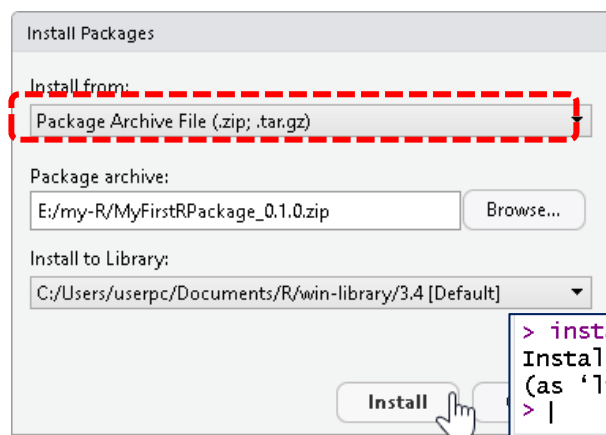 Install Packages
Install from:
Package Archive File (.zip; .tar.gz)
Package archive:
E:/my-R/MyFirstRPackage_0.1.0.zip
Browse...
Install to Library:
C:/Users/userpc/Documents/R/win-library/3.4 [Default]
Install
>
(as
>